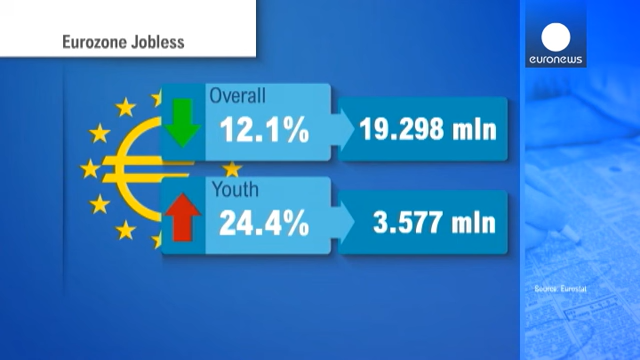 Eurozone Jobless
euronews
Overall
12.1%
19.298 mln
Youth
24.4%
3.577 mln
Source: Eurostat